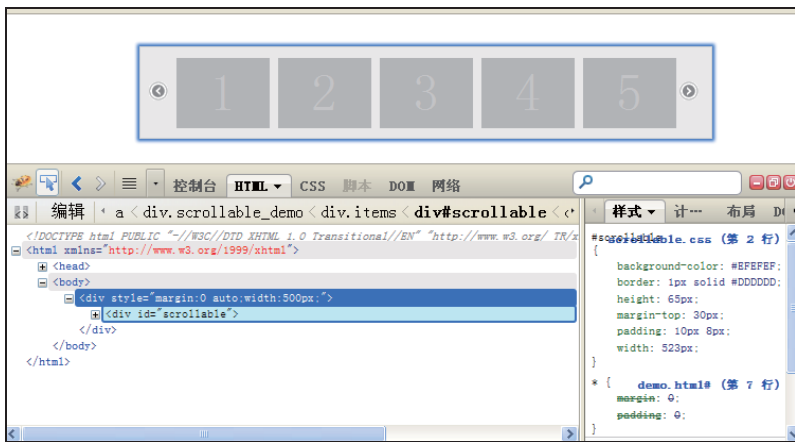 1 2 3 4 5
控制台 HTML CSS 脚本 DOM 网络
编辑 a < div.scrollable_demo < div.items < div#scrollable <
样式 计… 布局
<!DOCTYPE html PUBLIC "-//W3C//DTD XHTML 1.0 Transitional//EN" "http://www.w3.org/ TR/x
<html xmlns="http://www.w3.org/1999/xhtml">
<head>
<body>
<div style="margin:0 auto;width:500px;">
<div id="scrollable">
</div>
</body>
</html>
#scrollable scrollable.css (第 2 行)
{
background-color: #EFEFEF;
border: 1px solid #DDDDDD;
height: 65px;
margin-top: 30px;
padding: 10px 8px;
width: 523px;
}
* { demo.html# (第 7 行)
margin: 0;
padding: 0;
}